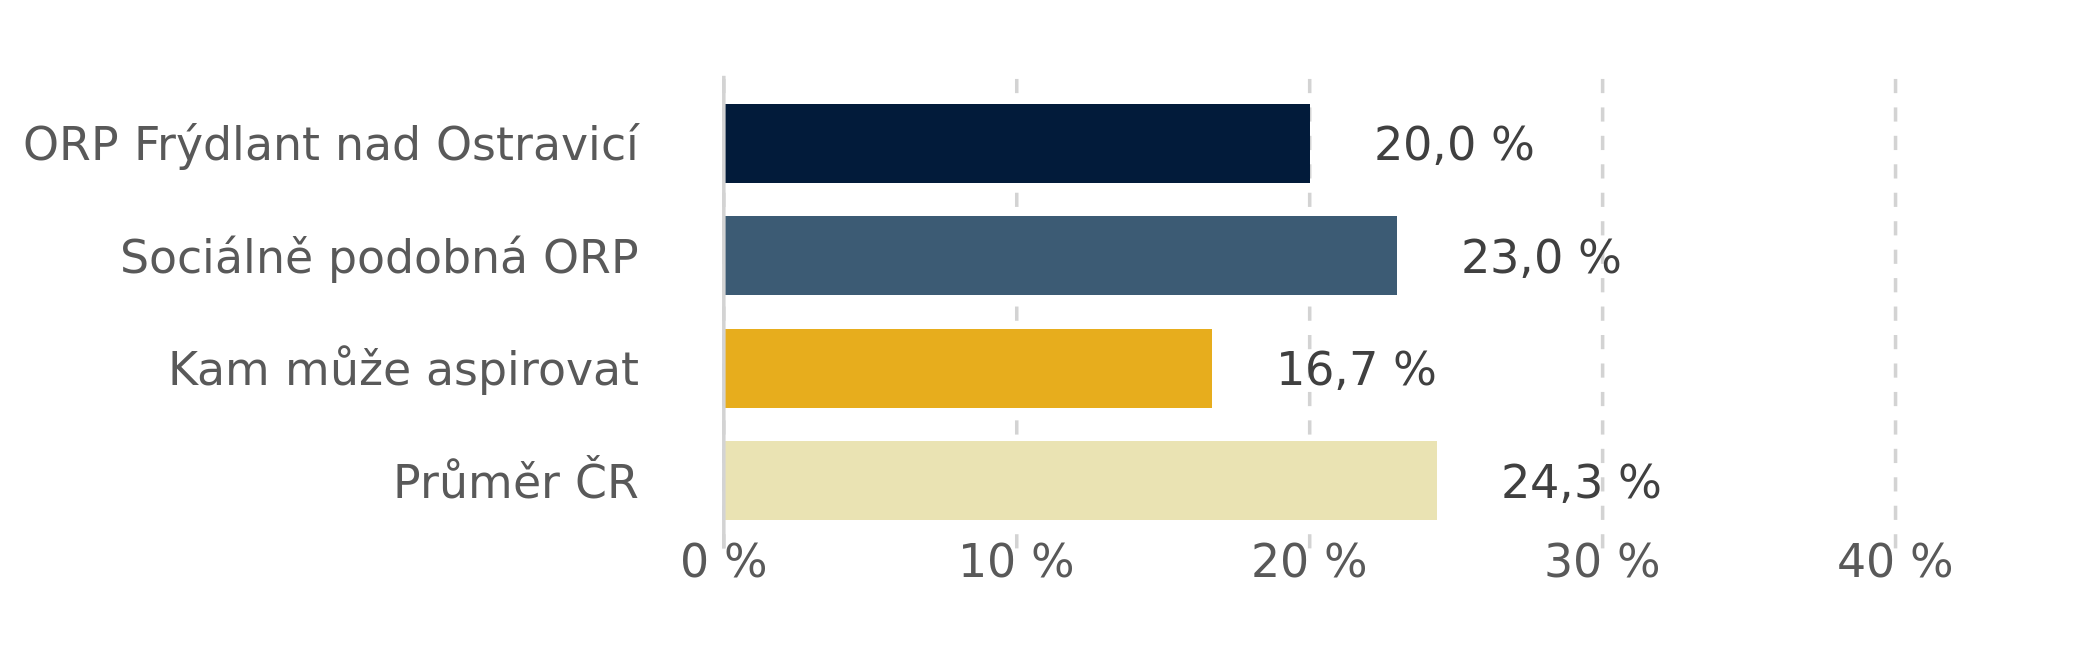 ORP Frýdlant nad Ostravicí 20,0 %
Sociálně podobná ORP 23,0 %
Kam může aspirovat 16,7 %
Průměr ČR 24,3 %
0 % 10 % 20 % 30 % 40 %